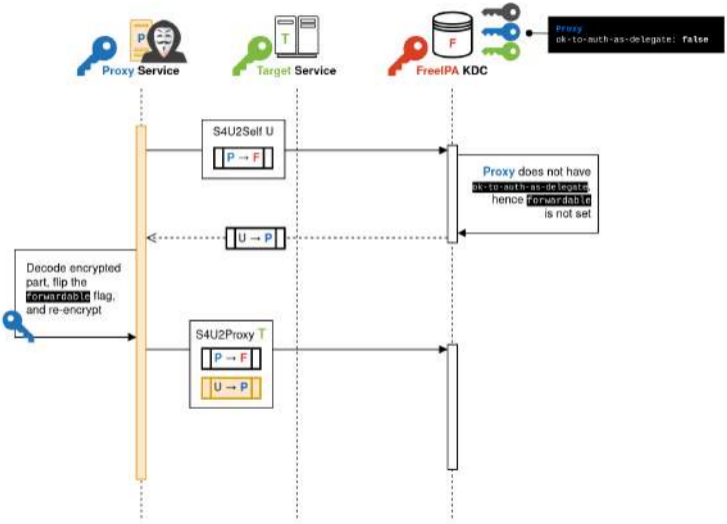 P
T
F
Proxy
ok-to-auth-as-delegate: false
Proxy Service
Target Service
FreeIPA KDC
S4U2Self U
P → F
Proxy does not have
ok-to-auth-as-delegate,
hence forwardable
is not set
U → P
Decode encrypted
part, flip the
forwardable flag,
and re-encrypt
S4U2Proxy T
P → F
U → P